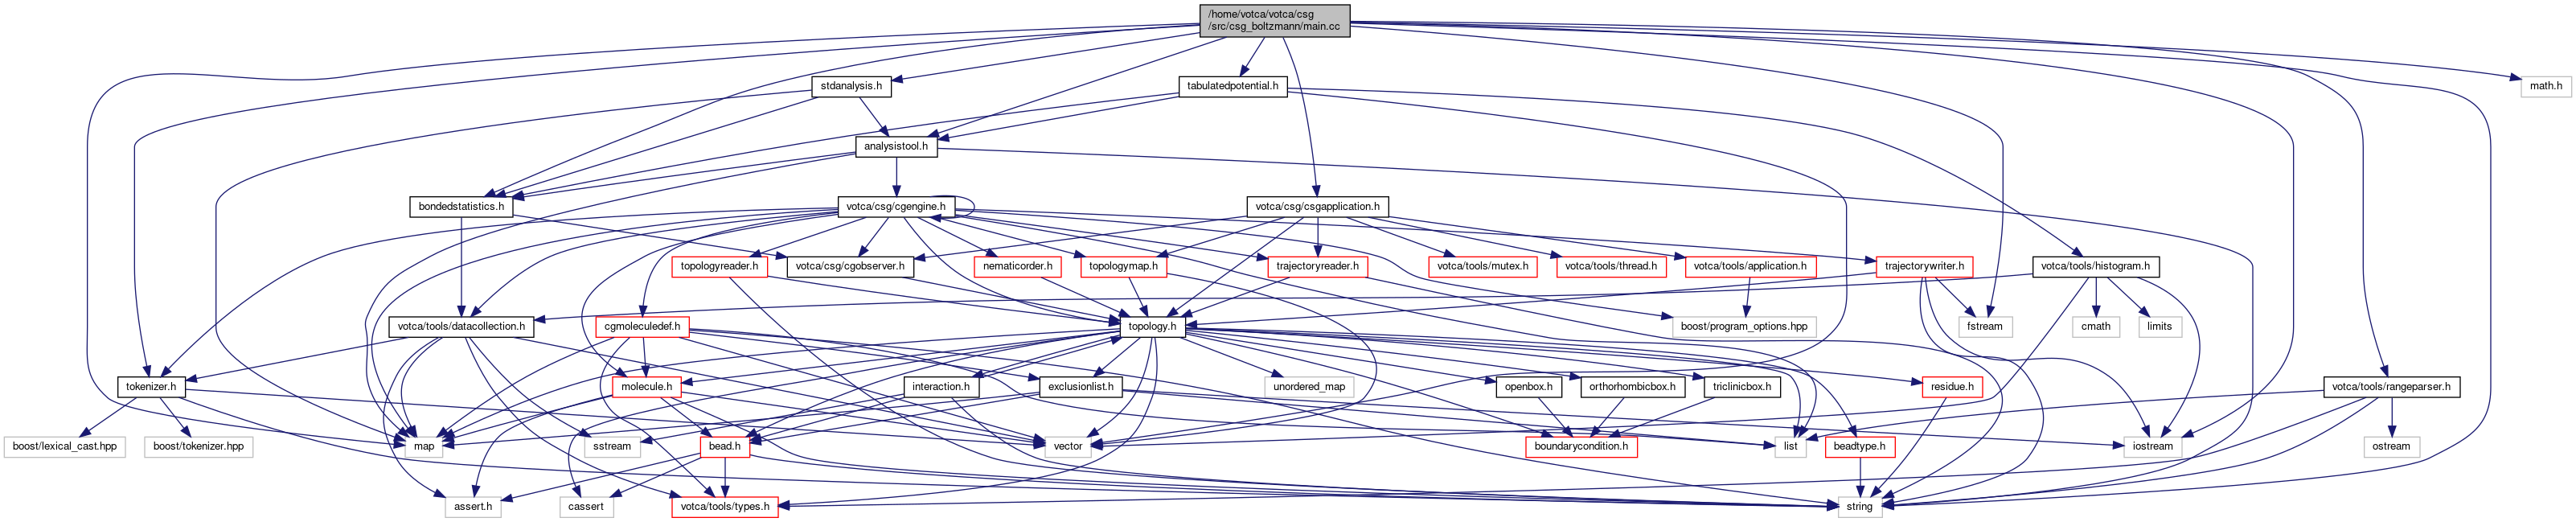 /home/votca/votca/csg
/src/csg_boltzmann/main.cc
stdanalysis.h
tabulatedpotential.h
math.h
analysistool.h
bondedstatistics.h
votca/csg/cgengine.h
votca/csg/csgapplication.h
topologyreader.h
votca/csg/cgobserver.h
nematicorder.h
topologymap.h
trajectoryreader.h
votca/tools/mutex.h
votca/tools/thread.h
votca/tools/application.h
trajectorywriter.h
votca/tools/histogram.h
votca/tools/datacollection.h
cgmoleculedef.h
topology.h
boost/program_options.hpp
fstream
cmath
limits
tokenizer.h
molecule.h
interaction.h
exclusionlist.h
unordered_map
openbox.h
orthorhombicbox.h
triclinicbox.h
residue.h
votca/tools/rangeparser.h
boost/lexical_cast.hpp
boost/tokenizer.hpp
map
sstream
bead.h
vector
boundarycondition.h
list
beadtype.h
iostream
ostream
assert.h
cassert
votca/tools/types.h
string